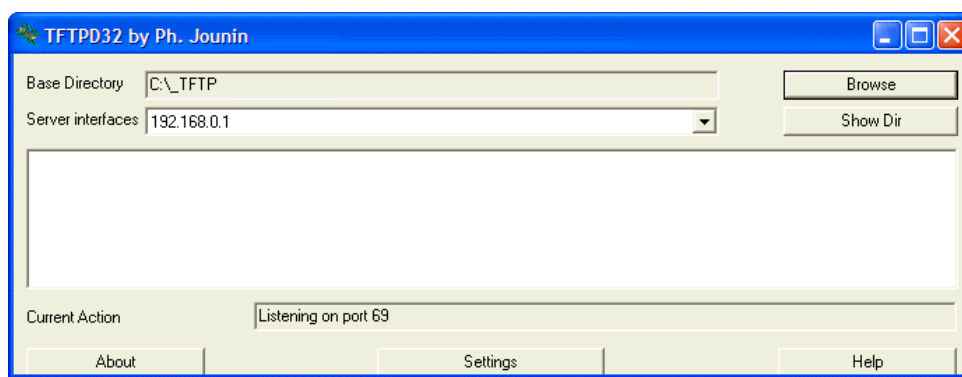 TFTPD32 by Ph. Jounin
Base Directory C:\_TFTP Browse
Server interfaces 192.168.0.1 Show Dir
Current Action Listening on port 69
About Settings Help